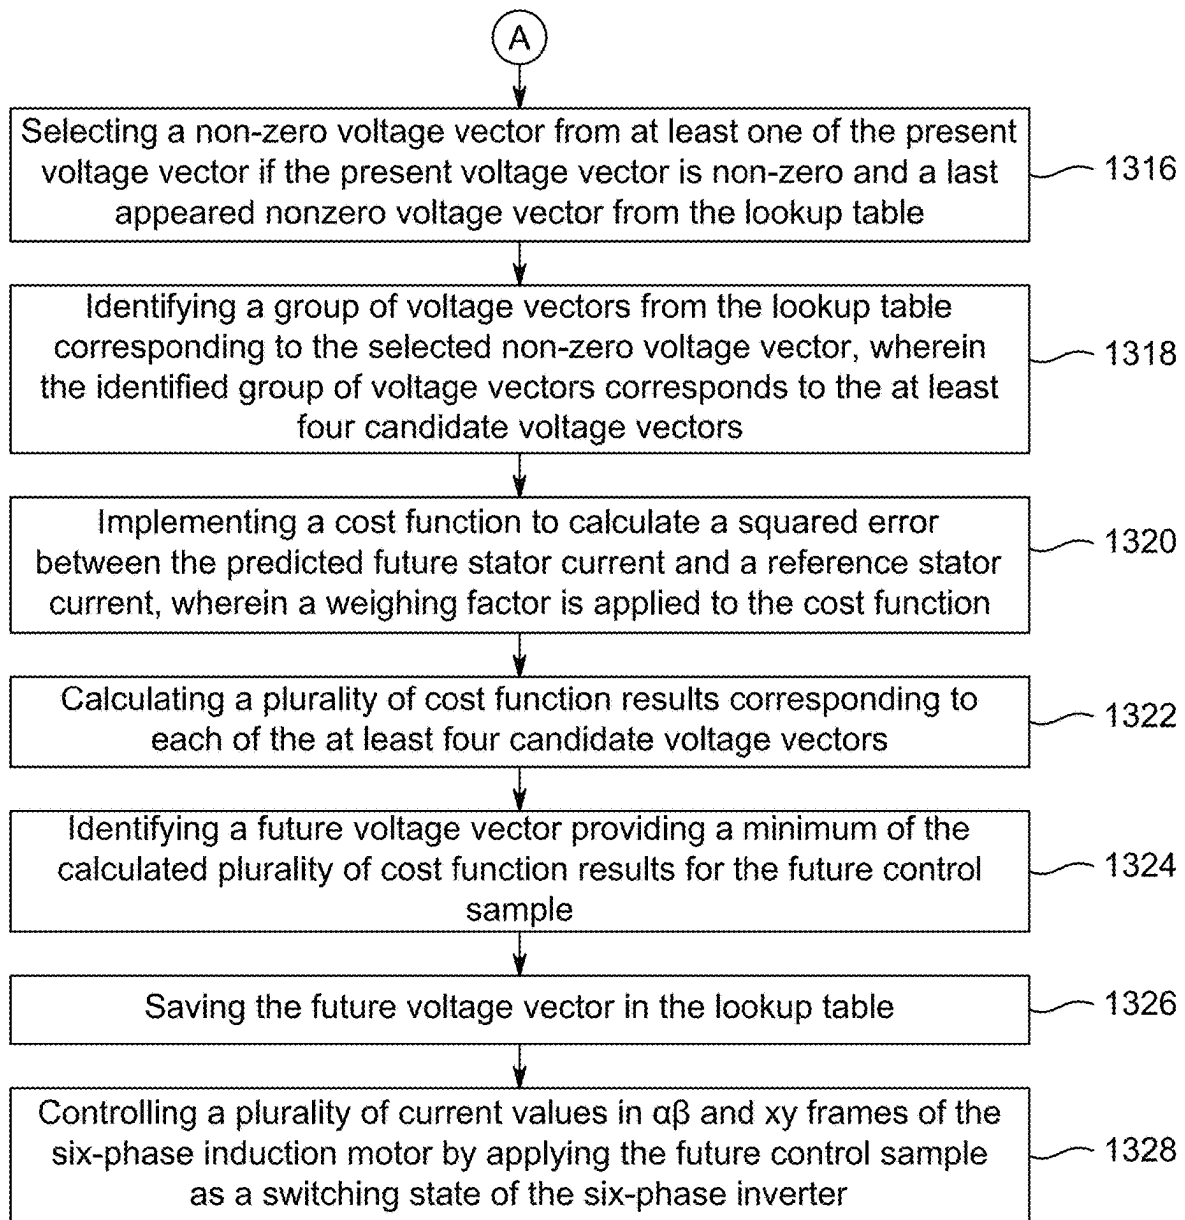 A
Selecting a non-zero voltage vector from at least one of the present
voltage vector if the present voltage vector is non-zero and a last
appeared nonzero voltage vector from the lookup table
1316
Identifying a group of voltage vectors from the lookup table
corresponding to the selected non-zero voltage vector, wherein
the identified group of voltage vectors corresponds to the at least
four candidate voltage vectors
1318
Implementing a cost function to calculate a squared error
between the predicted future stator current and a reference stator
current, wherein a weighing factor is applied to the cost function
1320
Calculating a plurality of cost function results corresponding to
each of the at least four candidate voltage vectors
1322
Identifying a future voltage vector providing a minimum of the
calculated plurality of cost function results for the future control
sample
1324
Saving the future voltage vector in the lookup table
1326
Controlling a plurality of current values in αβ and xy frames of the
six-phase induction motor by applying the future control sample
as a switching state of the six-phase inverter
1328